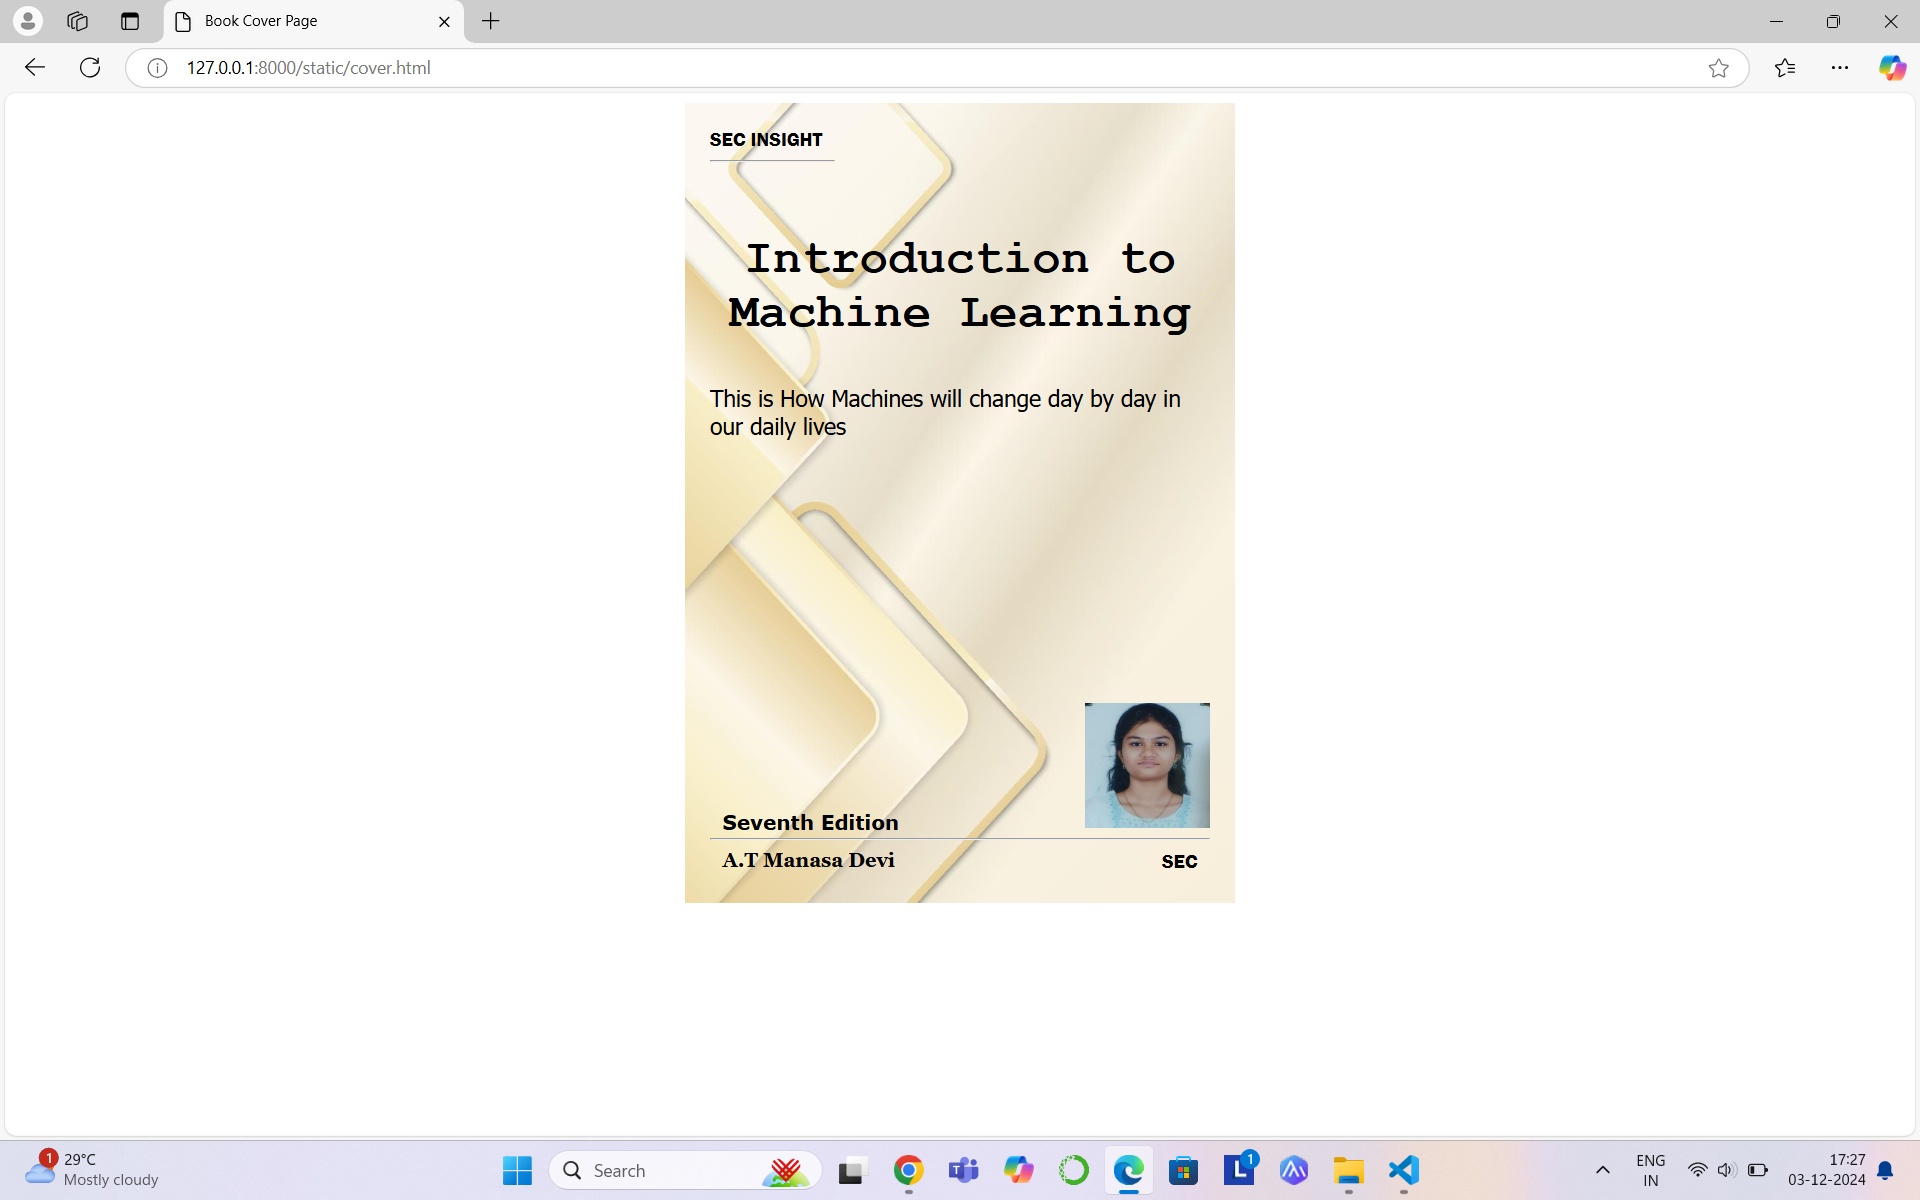 Book Cover Page
127.0.0.1:8000/static/cover.html
SEC INSIGHT
Introduction to
Machine Learning
This is How Machines will change day by day in
our daily lives
Seventh Edition
A.T Manasa Devi
SEC
1
29°C
Mostly cloudy
Search
1
ENG
IN
17:27
03-12-2024